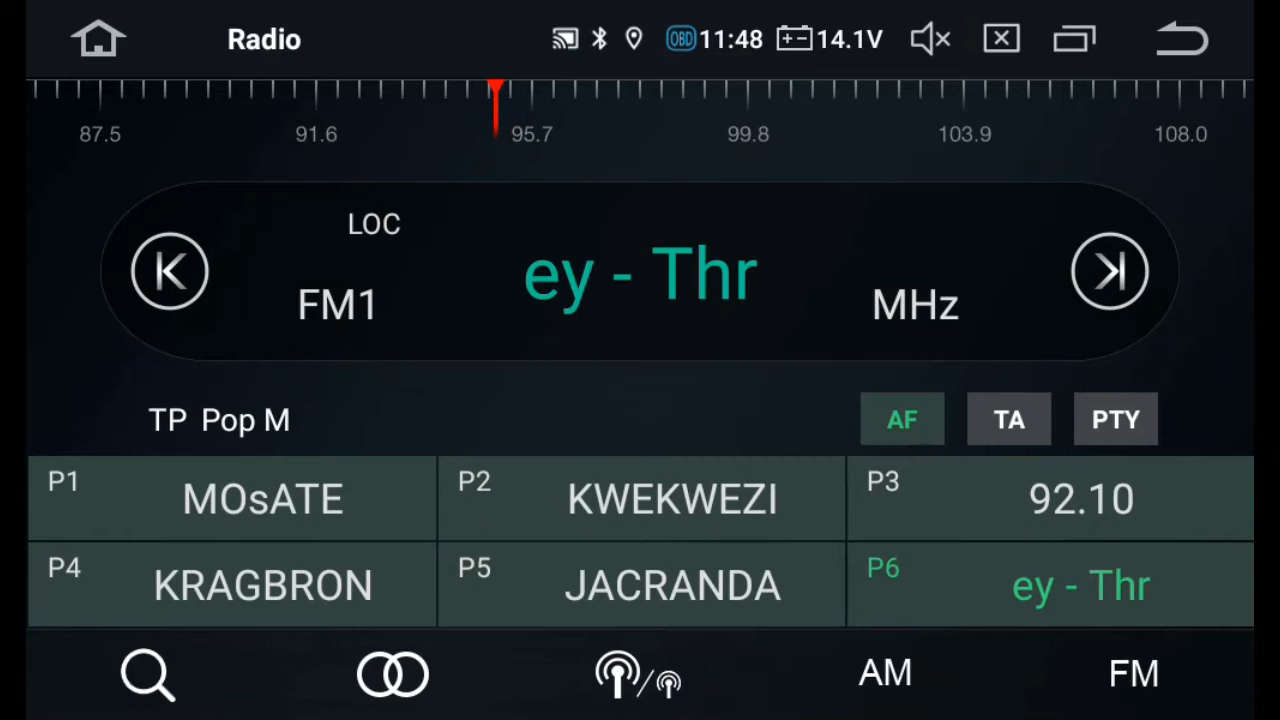 Radio OBD 11:48 14.1V
87.5 91.6 95.7 99.8 103.9 108.0
LOC
FM1 ey - Thr MHz
TP Pop M AF TA PTY
P1 MOsATE P2 KWEKWEZI P3 92.10
P4 KRAGBRON P5 JACRANDA P6 ey - Thr
AM FM